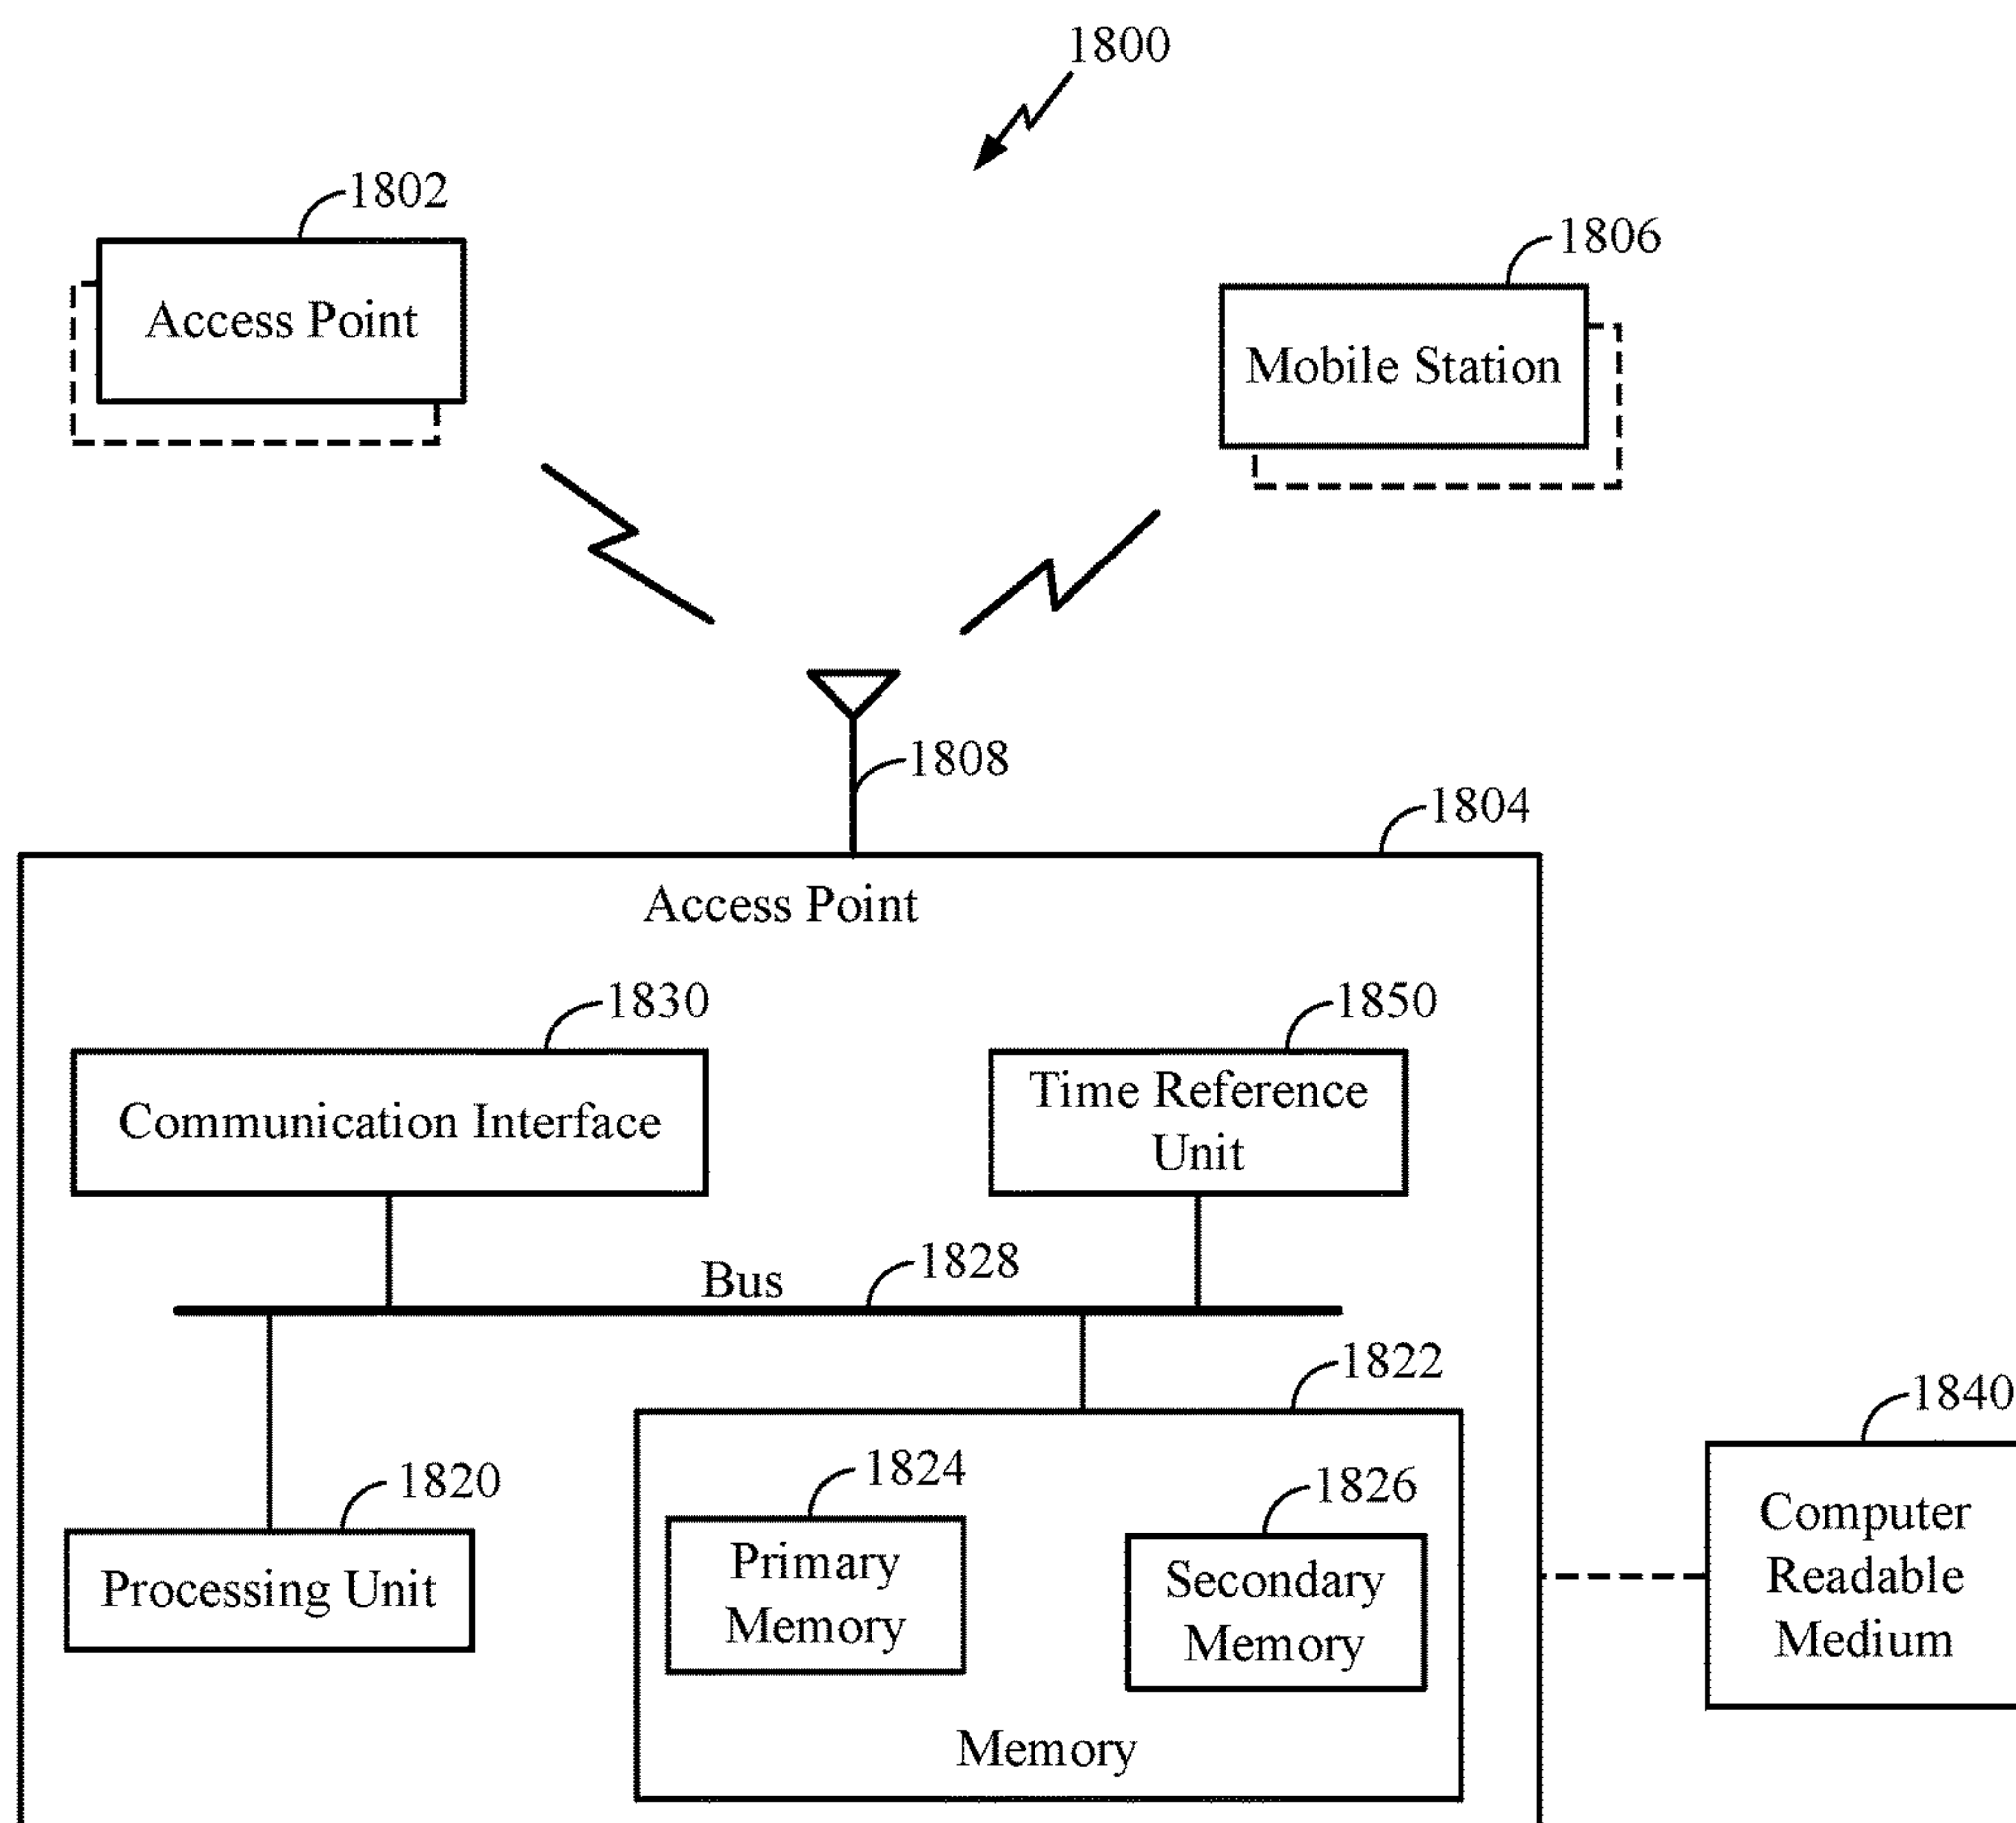 1800
1802
Access Point
1806
Mobile Station
1808
1804
Access Point
1830
Communication Interface
1850
Time Reference
Unit
Bus
1828
1822
1840
Computer
Readable
Medium
1820
Processing Unit
1824
Primary
Memory
1826
Secondary
Memory
Memory